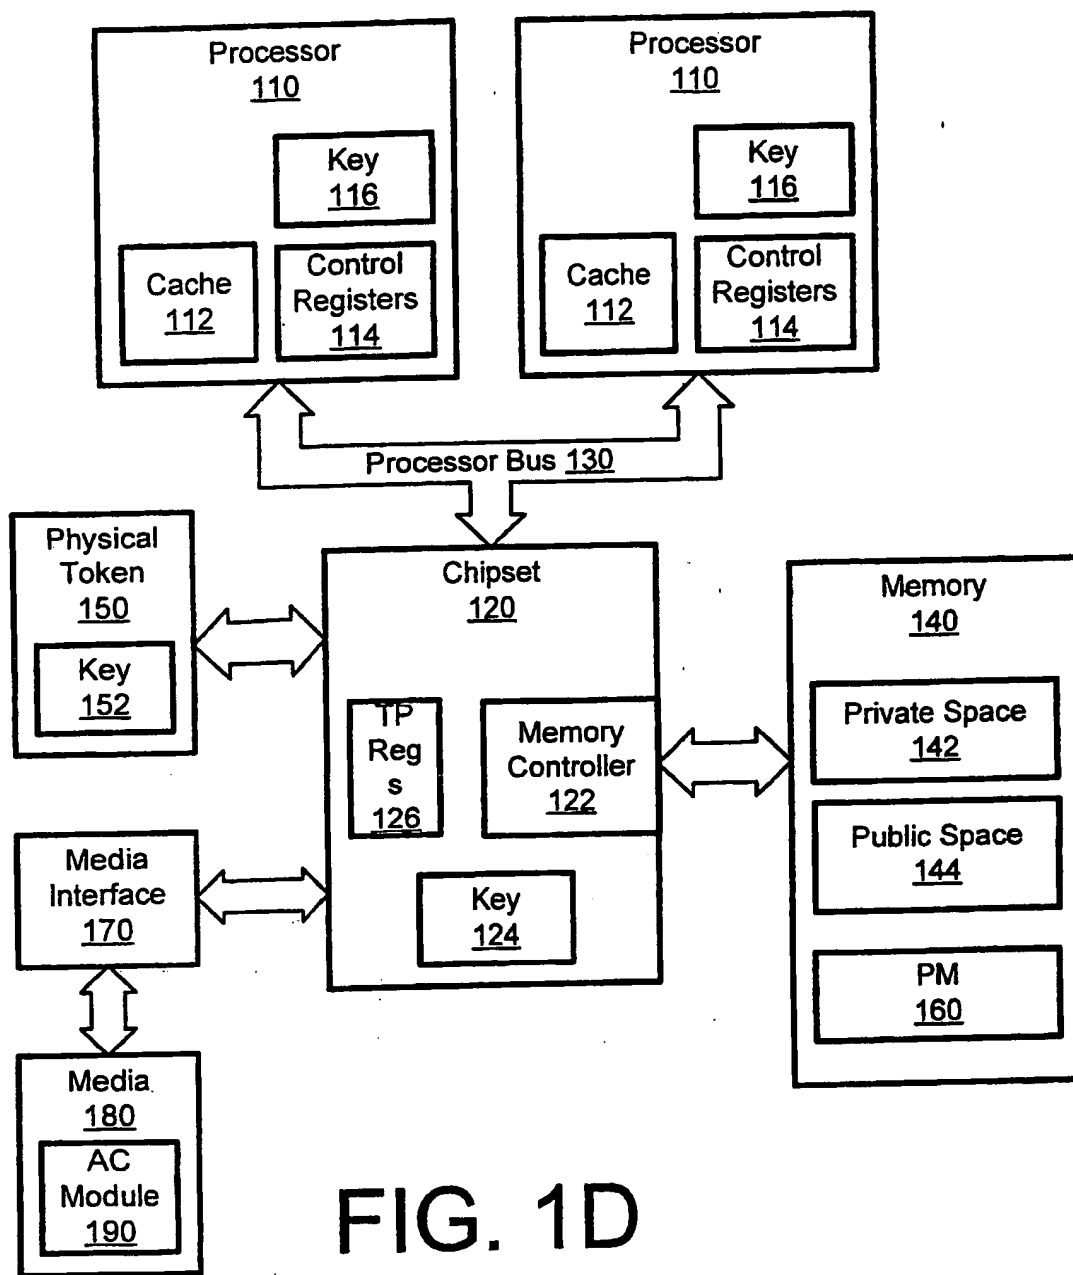 Processor
110
Key
116
Cache
112
Control
Registers
114
Processor
110
Key
116
Cache
112
Control
Registers
114
Processor Bus 130
Physical
Token
150
Key
152
Chipset
120
TP
Reg
s
126
Memory
Controller
122
Key
124
Memory
140
Private Space
142
Public Space
144
PM
160
Media
Interface
170
Media
180
AC
Module
190
FIG. 1D